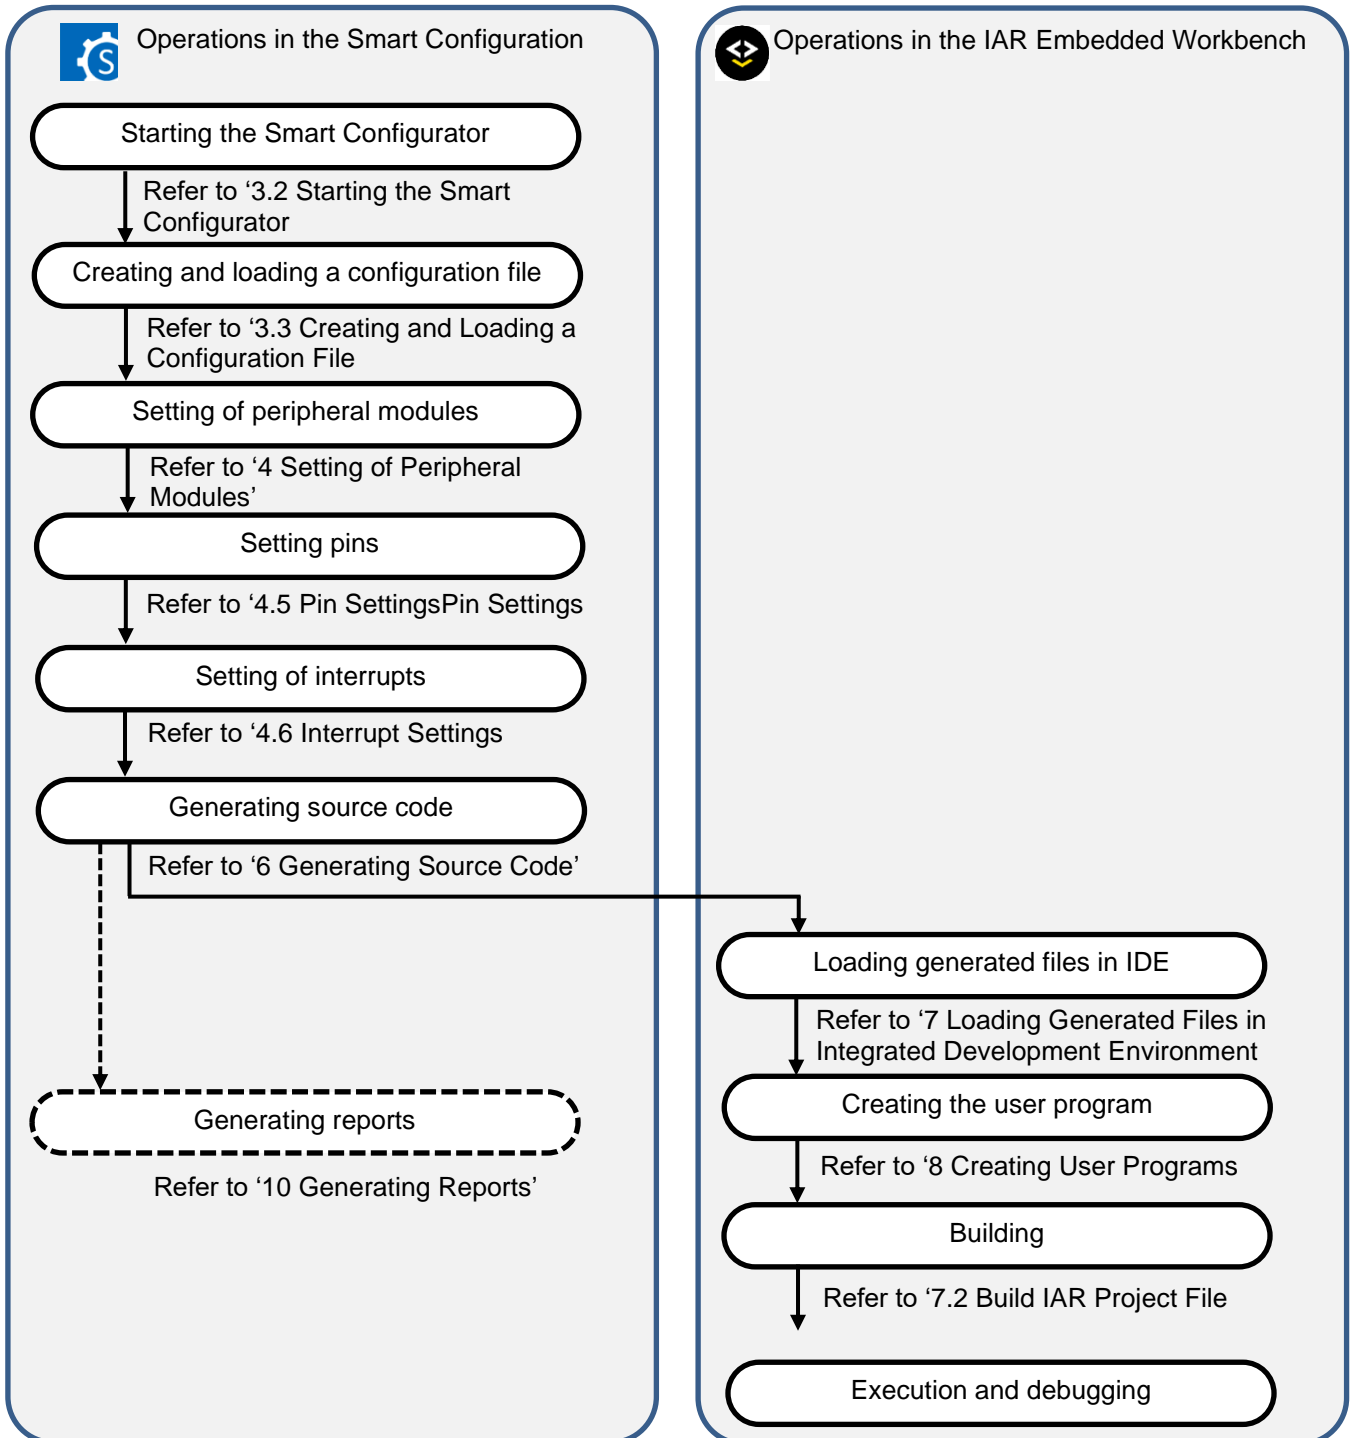 Operations in the Smart Configuration
S
Starting the Smart Configurator
Refer to ‘3.2 Starting the Smart
Configurator
Creating and loading a configuration file
Refer to ‘3.3 Creating and Loading a
Configuration File
Setting of peripheral modules
Refer to ‘4 Setting of Peripheral
Modules’
Setting pins
Refer to ‘4.5 Pin SettingsPin Settings
Setting of interrupts
Refer to ‘4.6 Interrupt Settings
Generating source code
Refer to ‘6 Generating Source Code’
Generating reports
Refer to ‘10 Generating Reports’
Operations in the IAR Embedded Workbench
Loading generated files in IDE
Refer to ‘7 Loading Generated Files in
Integrated Development Environment
Creating the user program
Refer to ‘8 Creating User Programs
Building
Refer to ‘7.2 Build IAR Project File
Execution and debugging